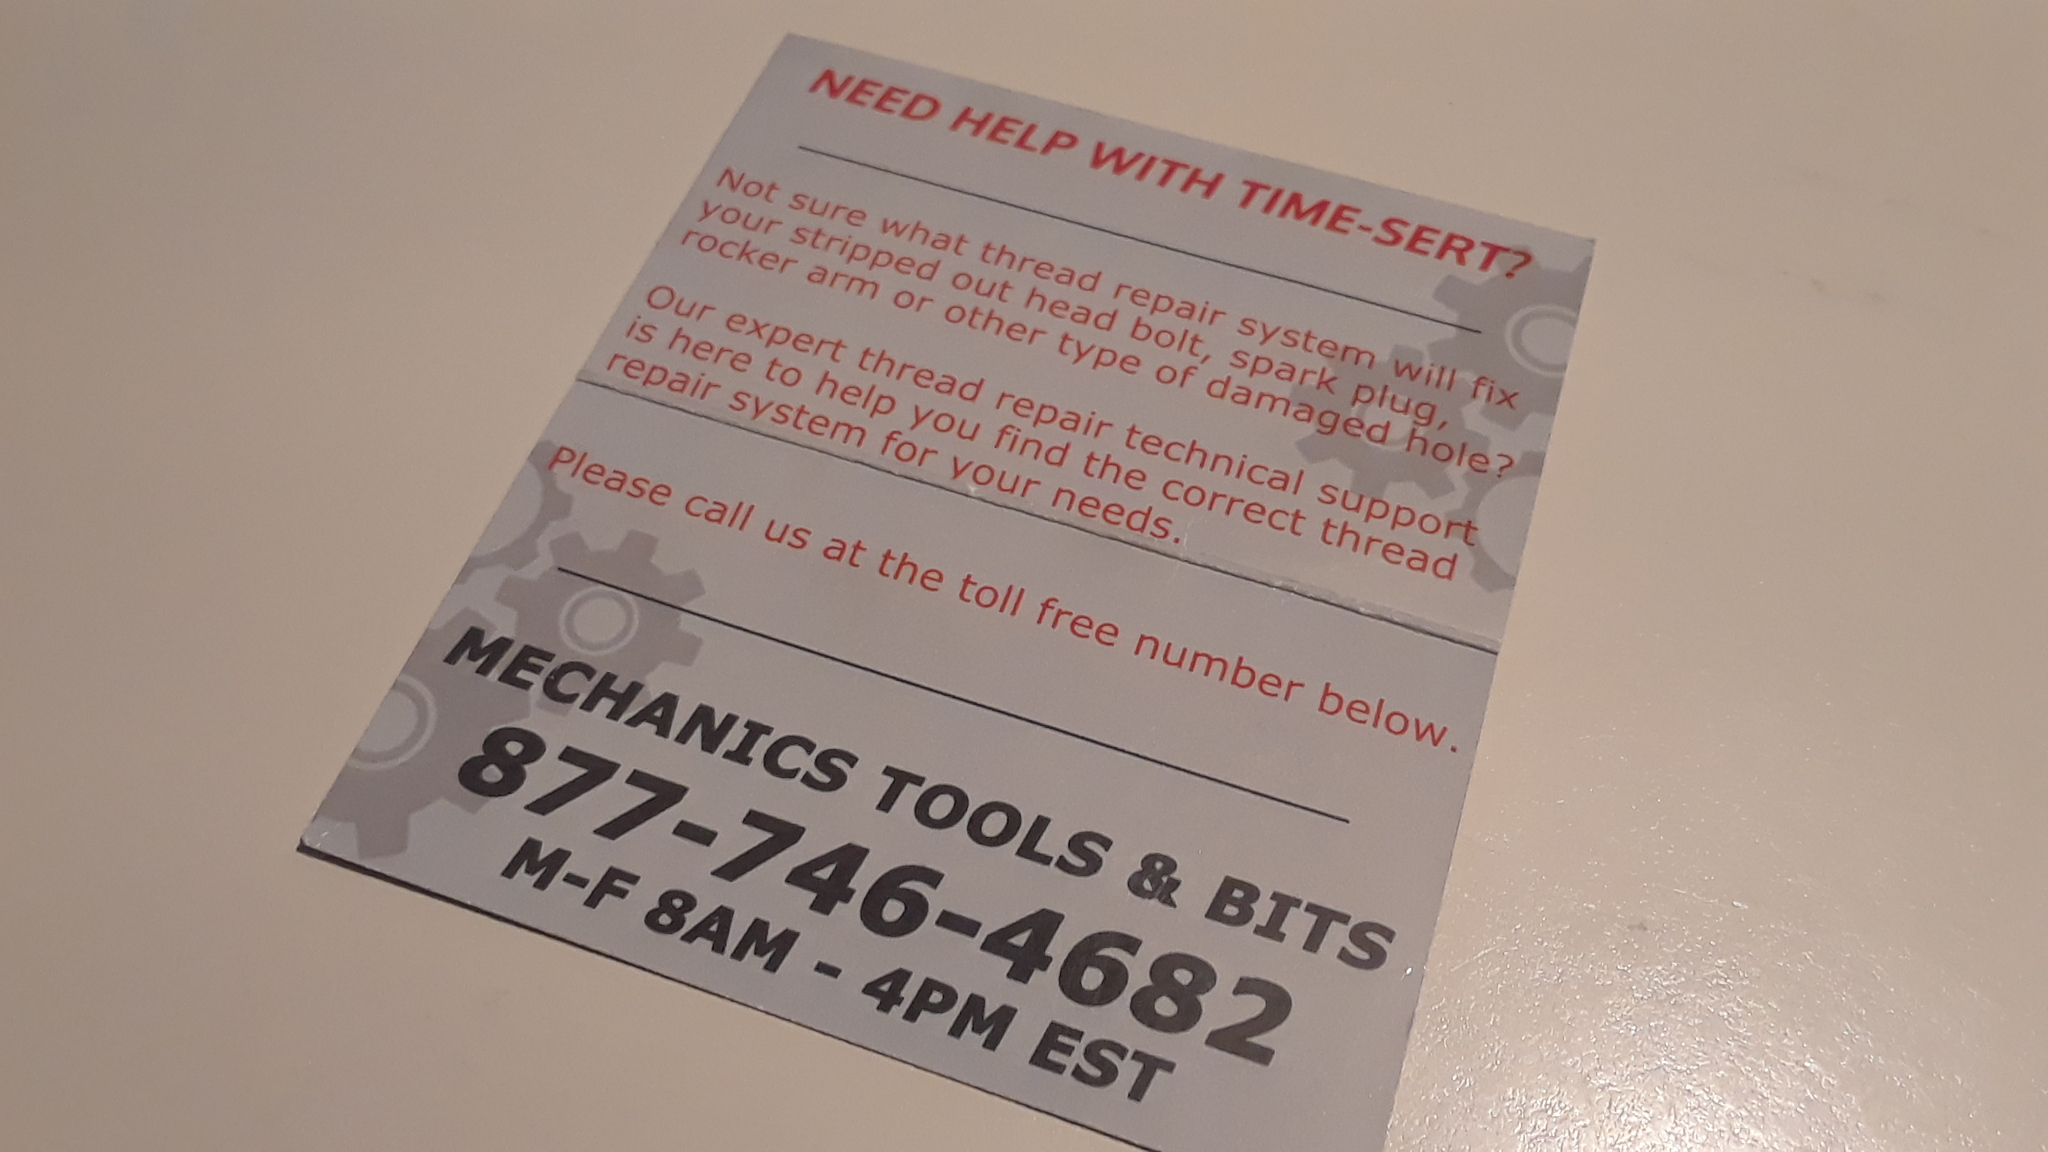 NEED HELP WITH TIME-SERT?
Not sure what thread repair system will fix
your stripped out head bolt, spark plug,
rocker arm or other type of damaged hole?
Our expert thread repair technical support
is here to help you find the correct thread
repair system for your needs.
Please call us at the toll free number below.
MECHANICS TOOLS & BITS
877-746-4682
M-F 8AM - 4PM EST